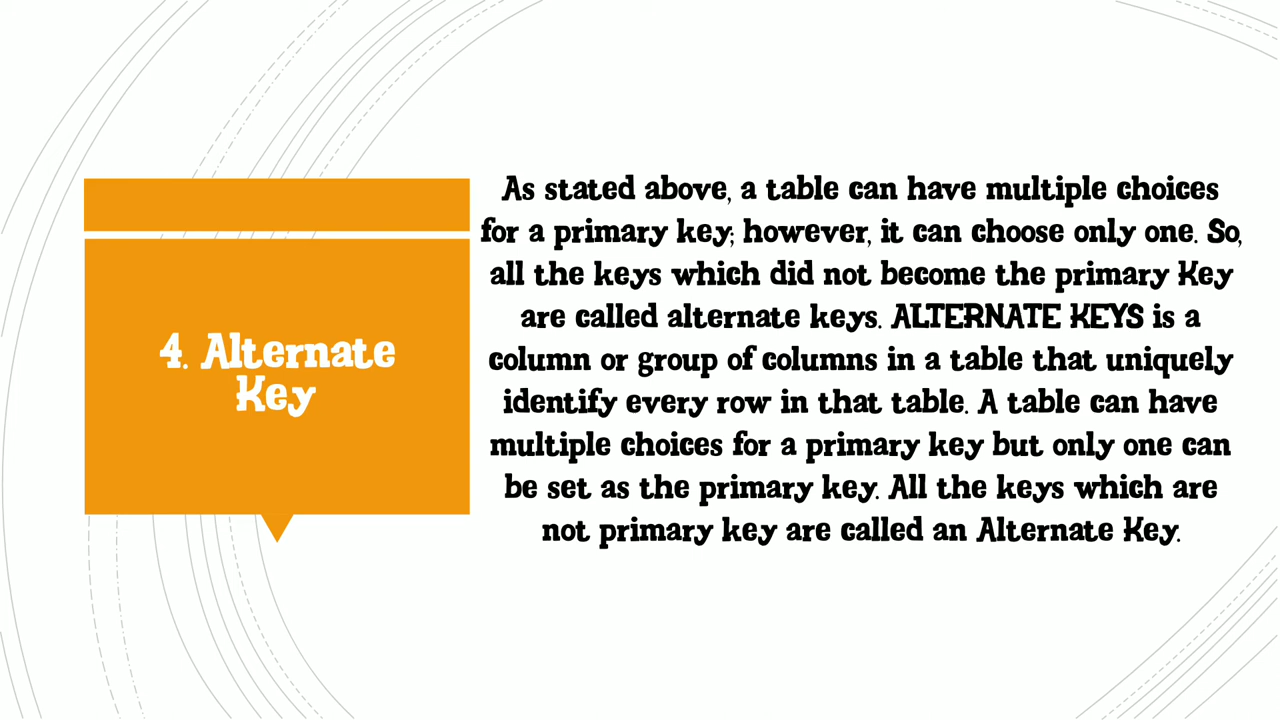 4. Alternate
Key
As stated above, a table can have multiple choices
for a primary key; however, it can choose only one. So,
all the keys which did not become the primary Key
are called alternate keys. ALTERNATE KEYS is a
column or group of columns in a table that uniquely
identify every row in that table. A table can have
multiple choices for a primary key but only one can
be set as the primary key. All the keys which are
not primary key are called an Alternate Key.